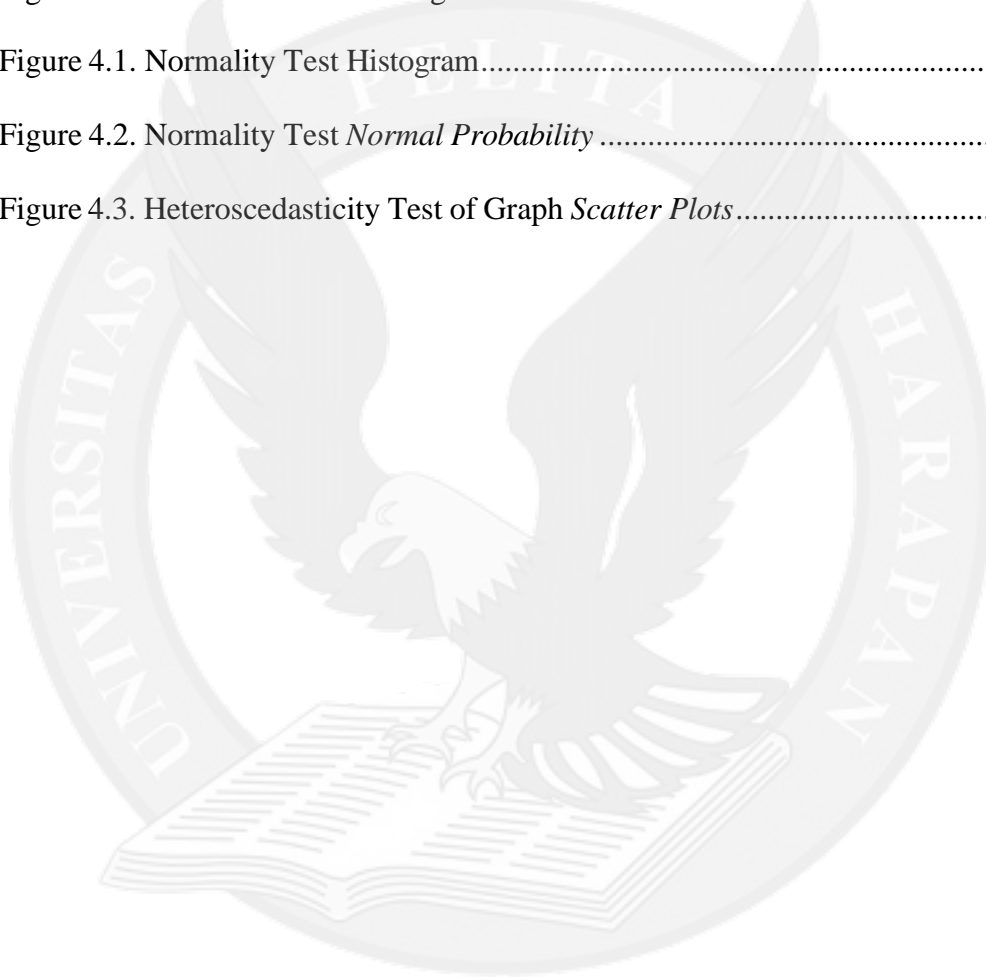 Figure 4.1. Normality Test Histogram................................................................
Figure 4.2. Normality Test Normal Probability .................................................
Figure 4.3. Heteroscedasticity Test of Graph Scatter Plots................................
UNIVERSITAS PELITA HARAPAN